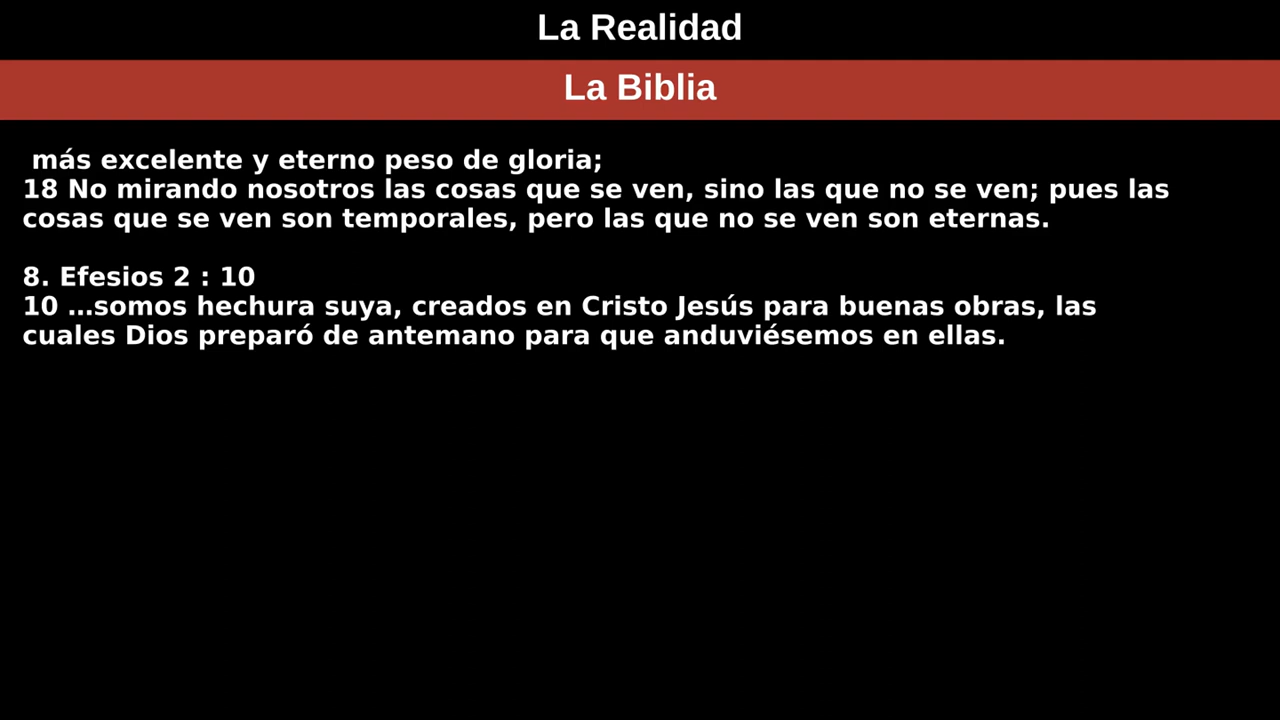 La Realidad
La Biblia
más excelente y eterno peso de gloria;
18 No mirando nosotros las cosas que se ven, sino las que no se ven; pues las
cosas que se ven son temporales, pero las que no se ven son eternas.
8. Efesios 2 : 10
10 …somos hechura suya, creados en Cristo Jesús para buenas obras, las
cuales Dios preparó de antemano para que anduviésemos en ellas.